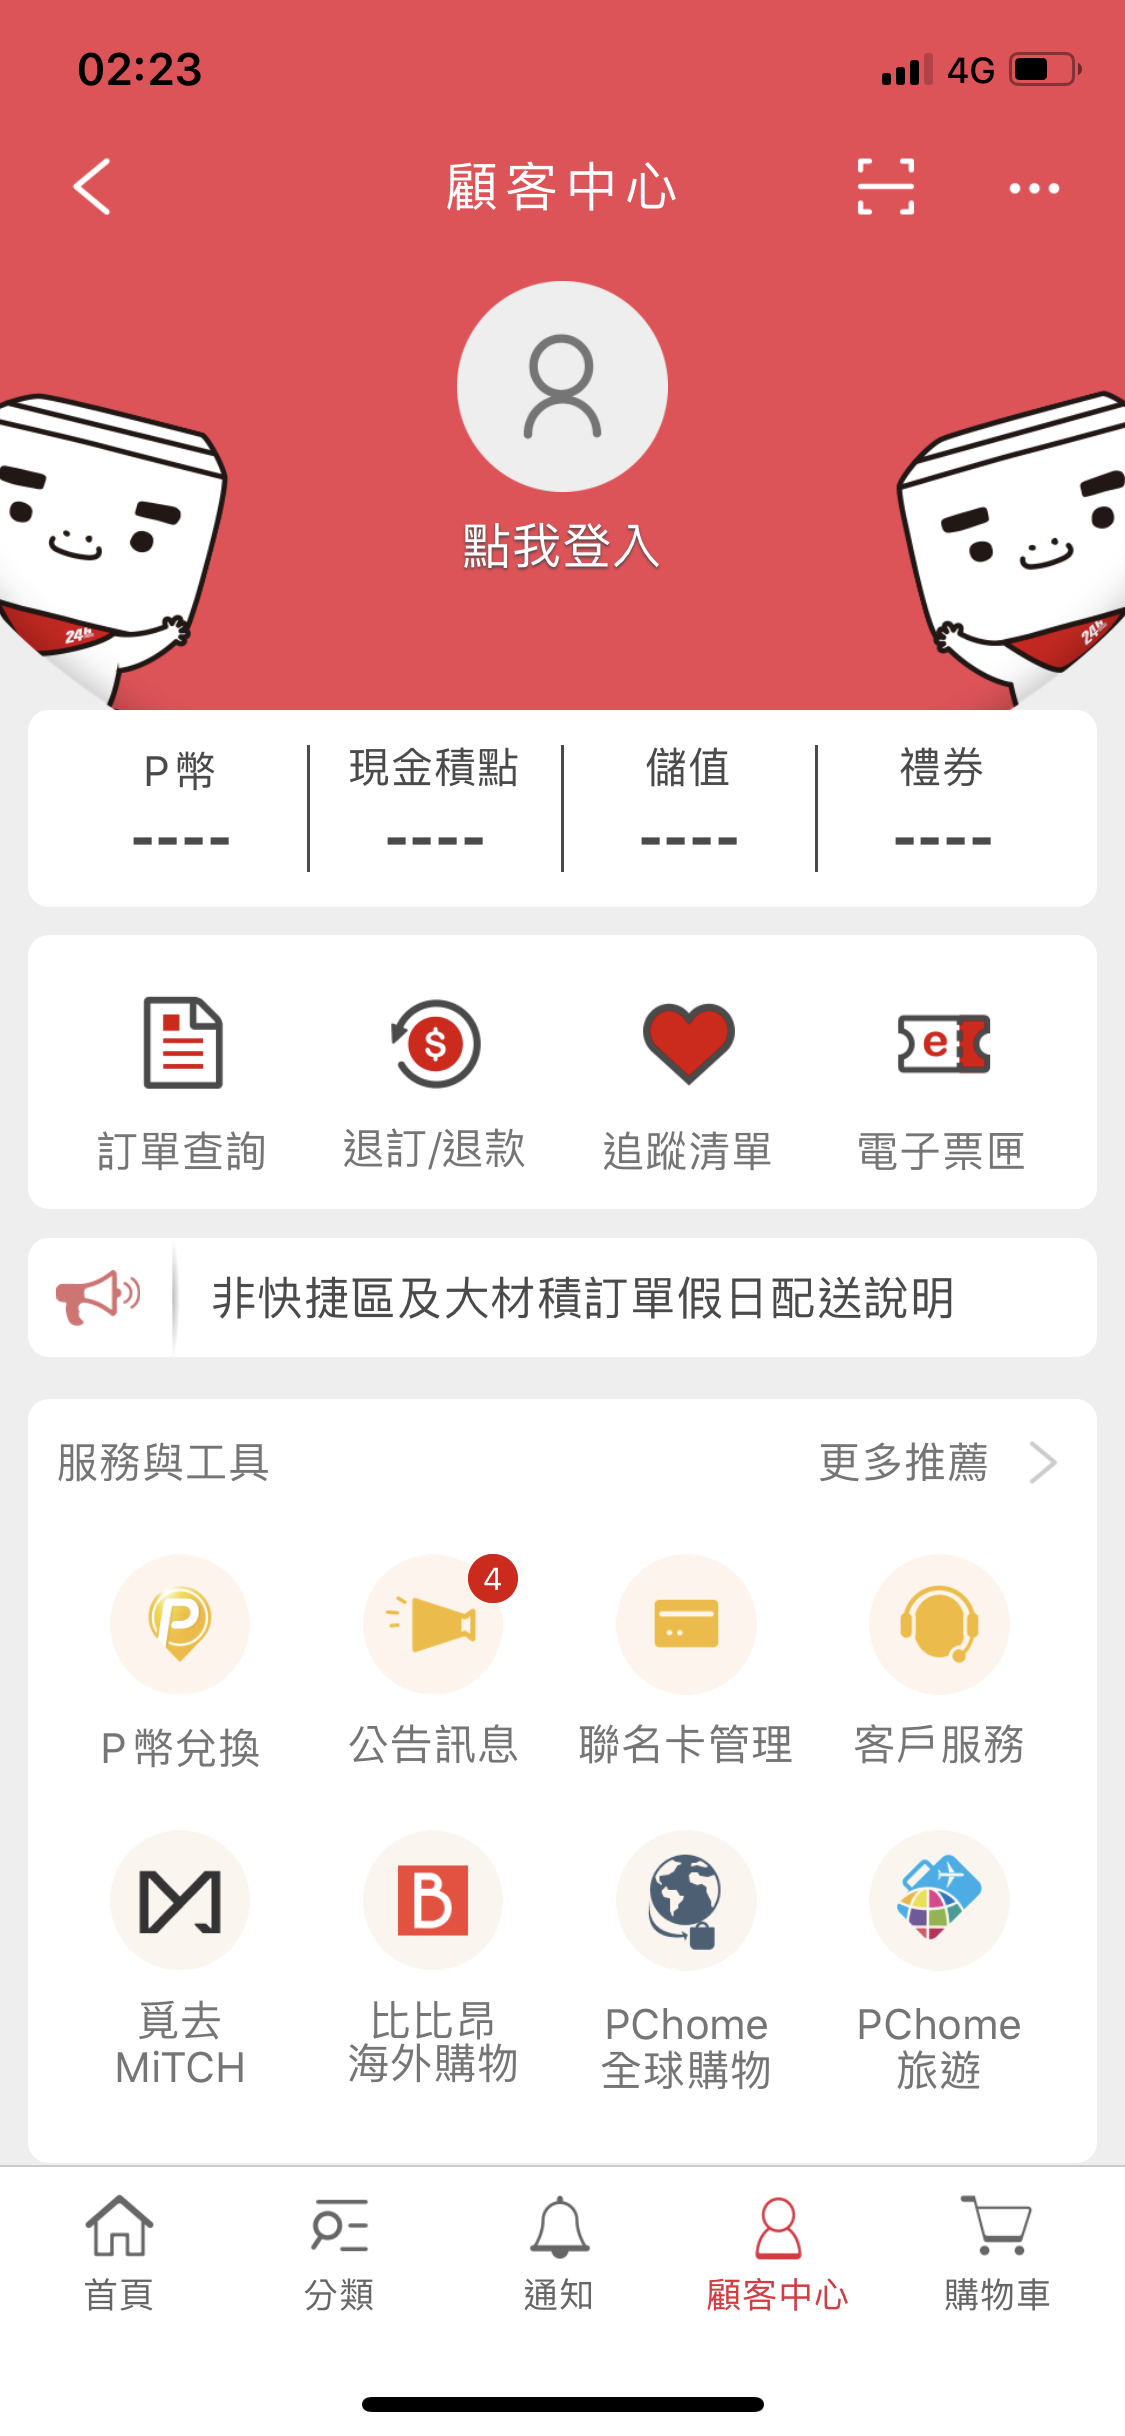 02:23
4G
顧客中心
點我登入
24h
24h
P幣
現金積點
儲值
禮券
----
----
----
----
$
e
訂單查詢
退訂/退款
追蹤清單
電子票匣
非快捷區及大材積訂單假日配送說明
服務與工具
更多推薦
P
4
P幣兌換
公告訊息
聯名卡管理
客戶服務
B
覓去
MiTCH
比比昂
海外購物
PChome
全球購物
PChome
旅遊
首頁
分類
通知
顧客中心
購物車